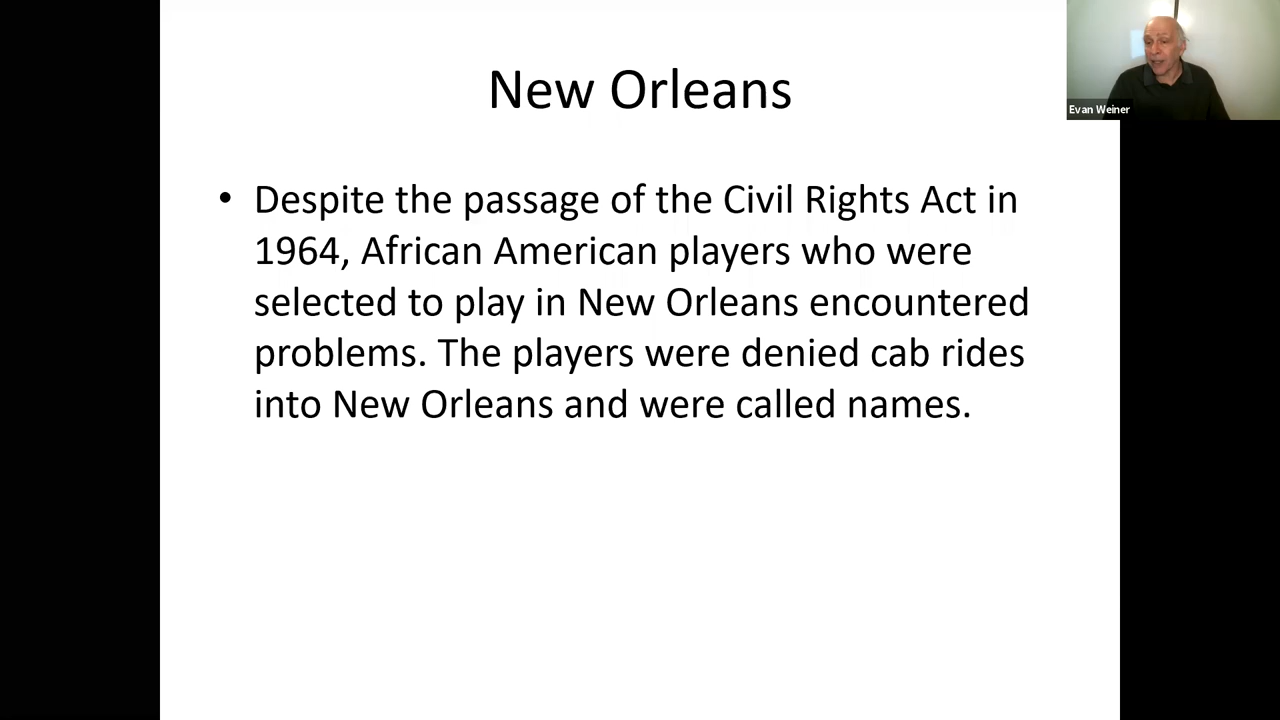 New Orleans
Evan Weiner
• Despite the passage of the Civil Rights Act in
1964, African American players who were
selected to play in New Orleans encountered
problems. The players were denied cab rides
into New Orleans and were called names.